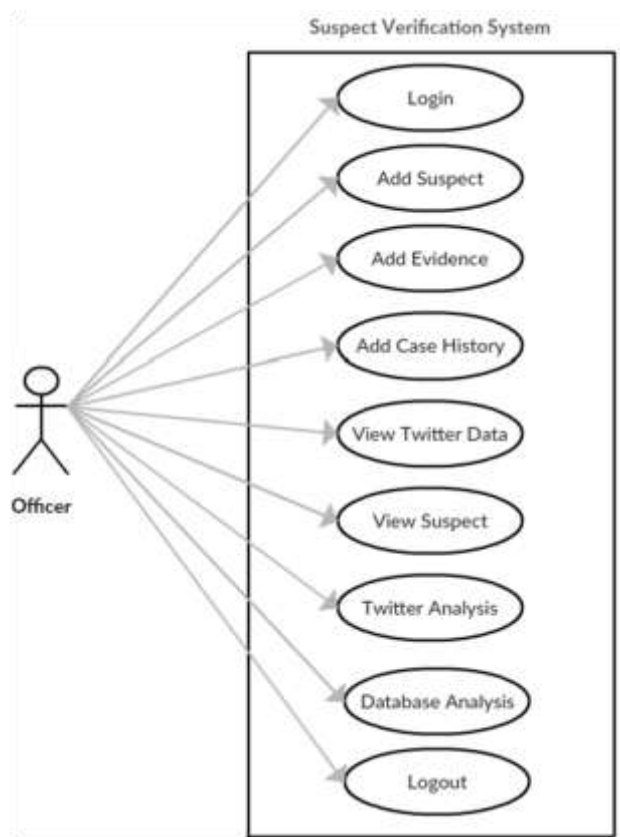 Suspect Verification System
Login
Add Suspect
Add Evidence
Add Case History
View Twitter Data
Officer
View Suspect
Twitter Analysis
Database Analysis
Logout